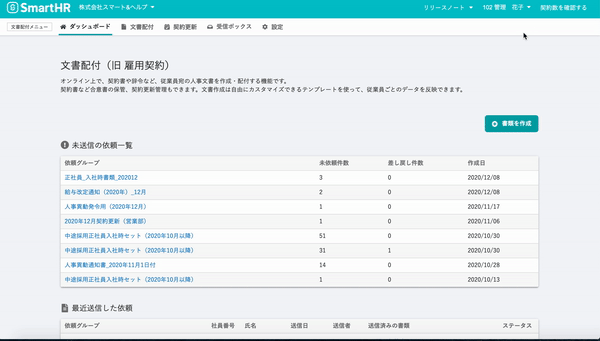 SmartHR 株式会社スマート&ヘルプ リリースノート 102 管理 花子 契約数を確認する
文書配付メニュー ダッシュボード 文書配付 契約更新 受信ボックス 設定
文書配付（旧 雇用契約）
オンライン上で、契約書や辞令など、従業員宛の人事文書を作成・配付する機能です。
契約書など合意書の保管、契約更新管理もできます。文書作成は自由にカスタマイズできるテンプレートを使って、従業員ごとのデータを反映できます。
書類を作成
未送信の依頼一覧
依頼グループ 未依頼件数 差し戻し件数 作成日
正社員_入社時書類_202012 3 0 2020/12/08
給与改定通知（2020年）_12月 2 0 2020/12/08
人事異動発令用（2020年12月） 1 0 2020/11/17
2020年12月契約更新（営業部） 1 0 2020/11/06
中途採用正社員入社時セット（2020年10月以降） 51 0 2020/10/30
中途採用正社員入社時セット（2020年10月以降） 31 1 2020/10/30
人事異動通知書_2020年11月1日付 14 0 2020/10/28
中途採用正社員入社時セット（2020年10月以降） 1 0 2020/10/13
最近送信した依頼
依頼グループ 社員番号 氏名 送信日 送信者 送信済みの書類 ステータス